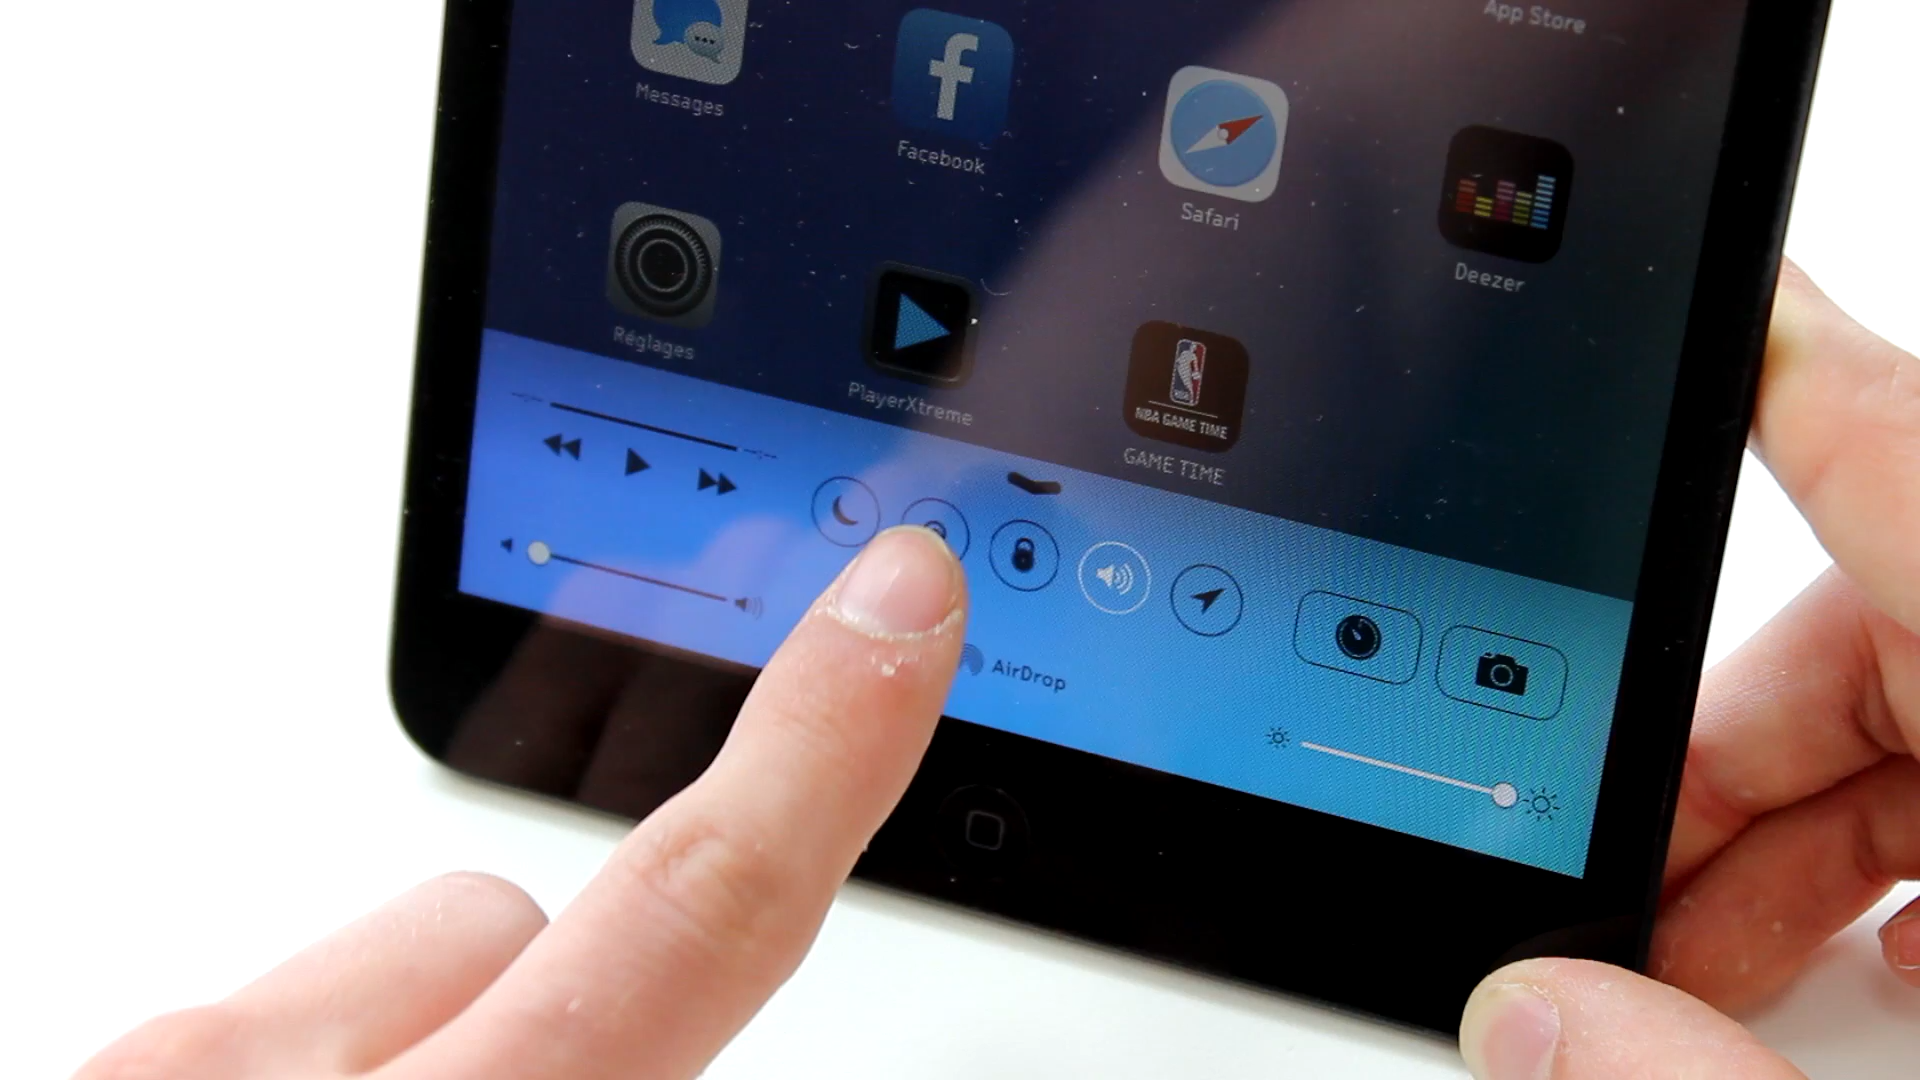 App Store
Messages
Facebook
Safari
Deezer
Réglages
PlayerXtreme
NBA GAME TIME
GAME TIME
AirDrop